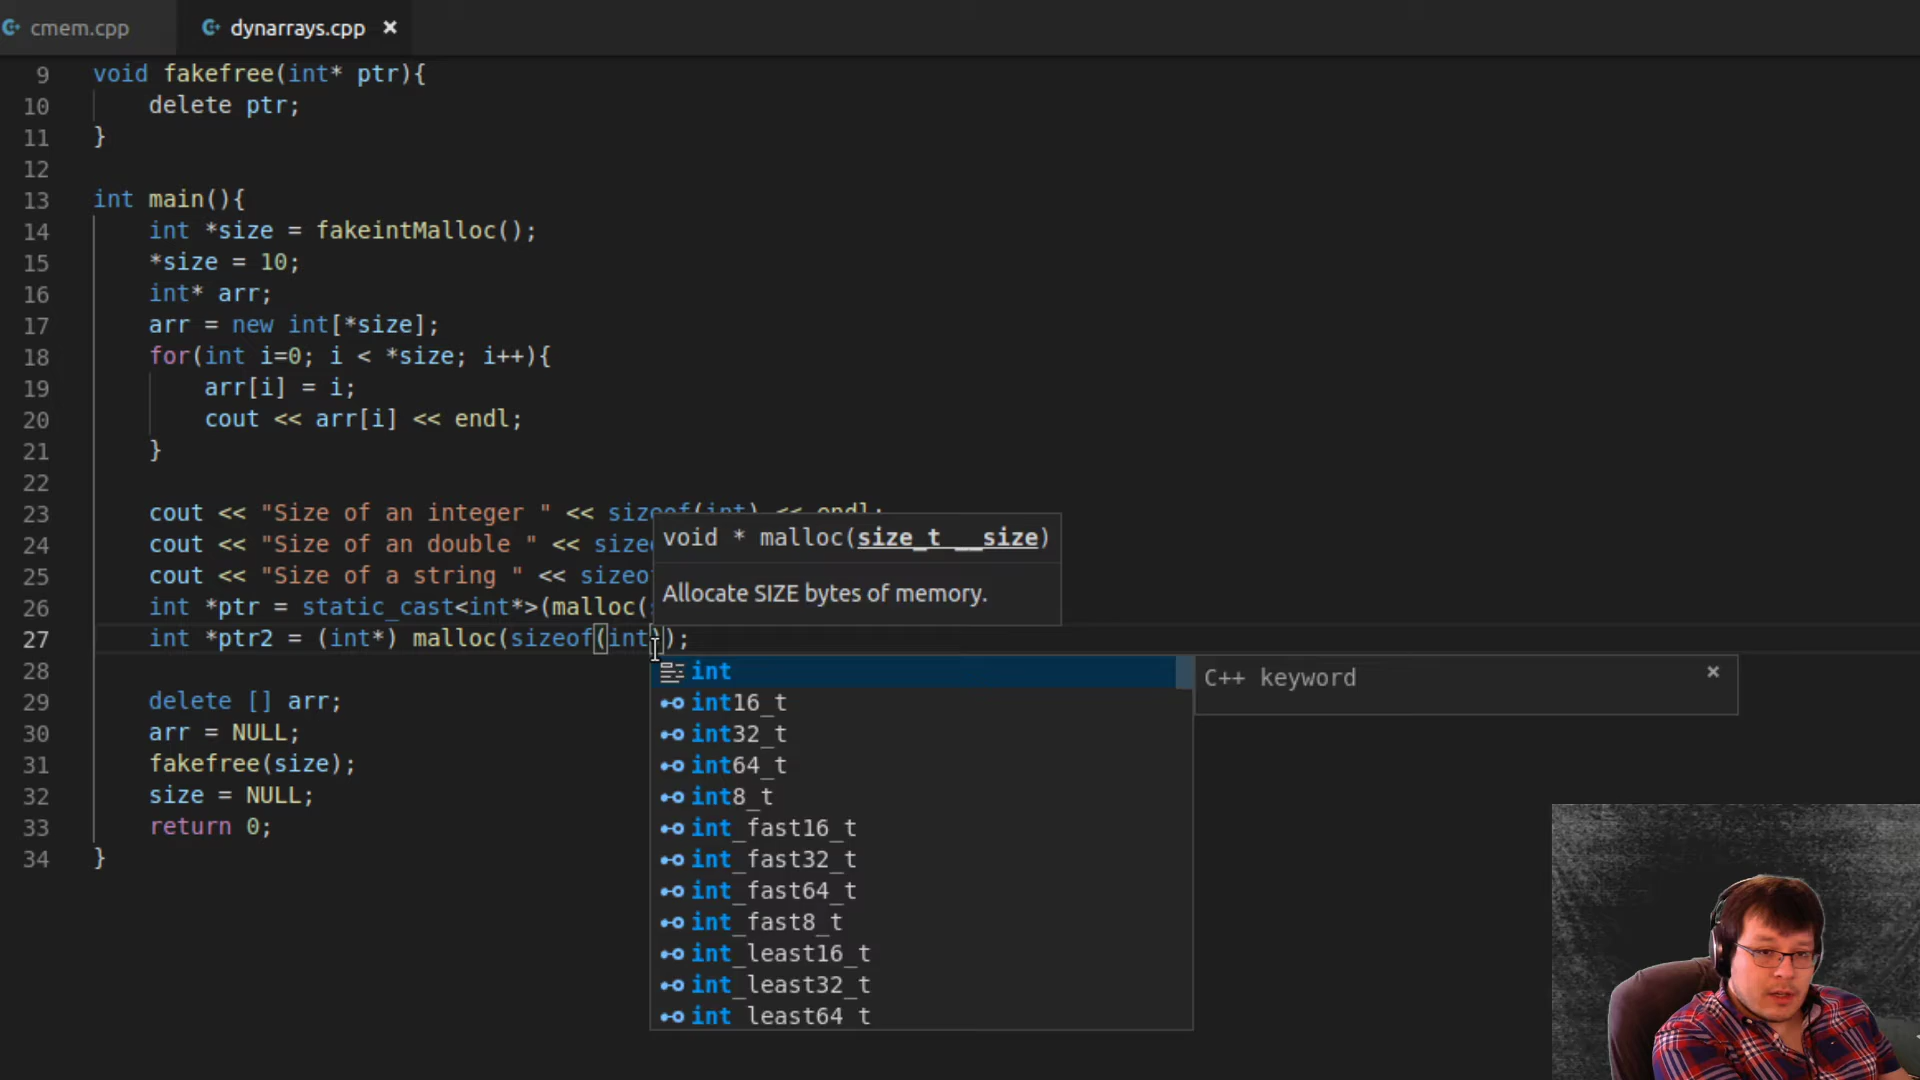 cmem.cpp
dynarrays.cpp ×
9 void fakefree(int* ptr){
10 delete ptr;
11 }
12
13 int main(){
14 int *size = fakeintMalloc();
15 *size = 10;
16 int* arr;
17 arr = new int[*size];
18 for(int i=0; i < *size; i++){
19 arr[i] = i;
20 cout << arr[i] << endl;
21 }
22
23 cout << "Size of an integer " << sizeof(int) << endl;
24 cout << "Size of an double " << size
25 cout << "Size of a string " << sizeo
26 int *ptr = static_cast<int*>(malloc(
27 int *ptr2 = (int*) malloc(sizeof(int));
28
29 delete [] arr;
30 arr = NULL;
31 fakefree(size);
32 size = NULL;
33 return 0;
34 }
void * malloc(size_t __size)
Allocate SIZE bytes of memory.
int
int16_t
int32_t
int64_t
int8_t
int_fast16_t
int_fast32_t
int_fast64_t
int_fast8_t
int_least16_t
int_least32_t
int_least64_t
C++ keyword ×